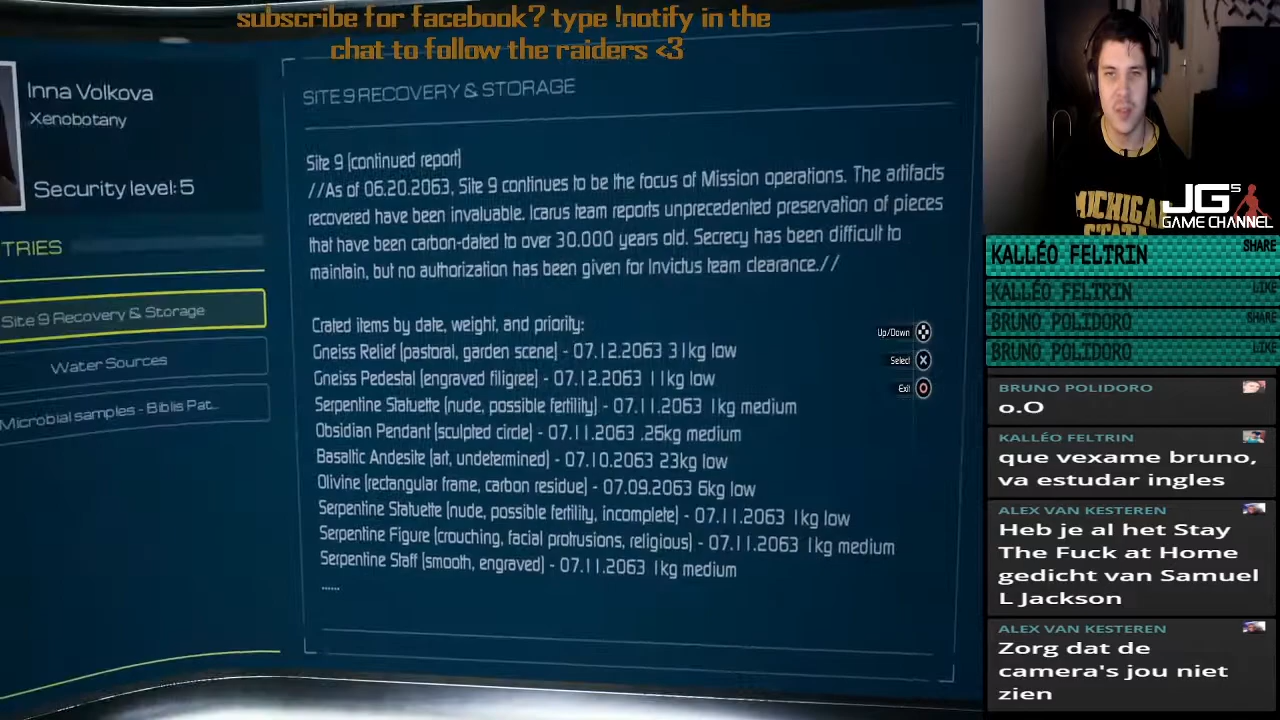 subscribe for facebook? type !notify in the
chat to follow the raiders <3
Inna Volkova
Xenobotany
Security level: 5
TRIES
Site 9 Recovery & Storage
Water Sources
Microbial samples - Biblis Pat...
SITE 9 RECOVERY & STORAGE
Site 9 (continued report)
//As of 06.20.2063, Site 9 continues to be the focus of Mission operations. The artifacts
recovered have been invaluable. Icarus team reports unprecedented preservation of pieces
that have been carbon-dated to over 30.000 years old. Secrecy has been difficult to
maintain, but no authorization has been given for Invictus team clearance.//
Crated items by date, weight, and priority:
Gneiss Relief (pastoral, garden scene) - 07.12.2063 31kg low
Gneiss Pedestal (engraved filigree) - 07.12.2063 11kg low
Serpentine Statuette (nude, possible fertility) - 07.11.2063 1kg medium
Obsidian Pendant (sculpted circle) - 07.11.2063 .26kg medium
Basaltic Andesite (art, undetermined) - 07.10.2063 23kg low
Olivine (rectangular frame, carbon residue) - 07.09.2063 6kg low
Serpentine Statuette (nude, possible fertility, incomplete) - 07.11.2063 1kg low
Serpentine Figure (crouching, facial protrusions, religious) - 07.11.2063 1kg medium
Serpentine Staff (smooth, engraved) - 07.11.2063 1kg medium
......
Up/Down
Select
Exit
MICHIGA
STATE
JG5
GAME CHANNEL
KALLÉO FELTRIN SHARE
KALLÉO FELTRIN LIKE
BRUNO POLIDORO SHARE
BRUNO POLIDORO LIKE
BRUNO POLIDORO
o.O
KALLÉO FELTRIN
que vexame bruno,
va estudar ingles
ALEX VAN KESTEREN
Heb je al het Stay
The Fuck at Home
gedicht van Samuel
L Jackson
ALEX VAN KESTEREN
Zorg dat de
camera's jou niet
zien